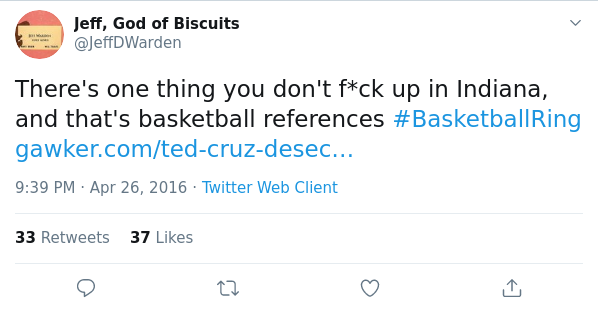 Jeff, God of Biscuits
@JeffDWarden
There's one thing you don't f*ck up in Indiana,
and that's basketball references #BasketballRing
gawker.com/ted-cruz-desec…
9:39 PM · Apr 26, 2016 · Twitter Web Client
33 Retweets 37 Likes